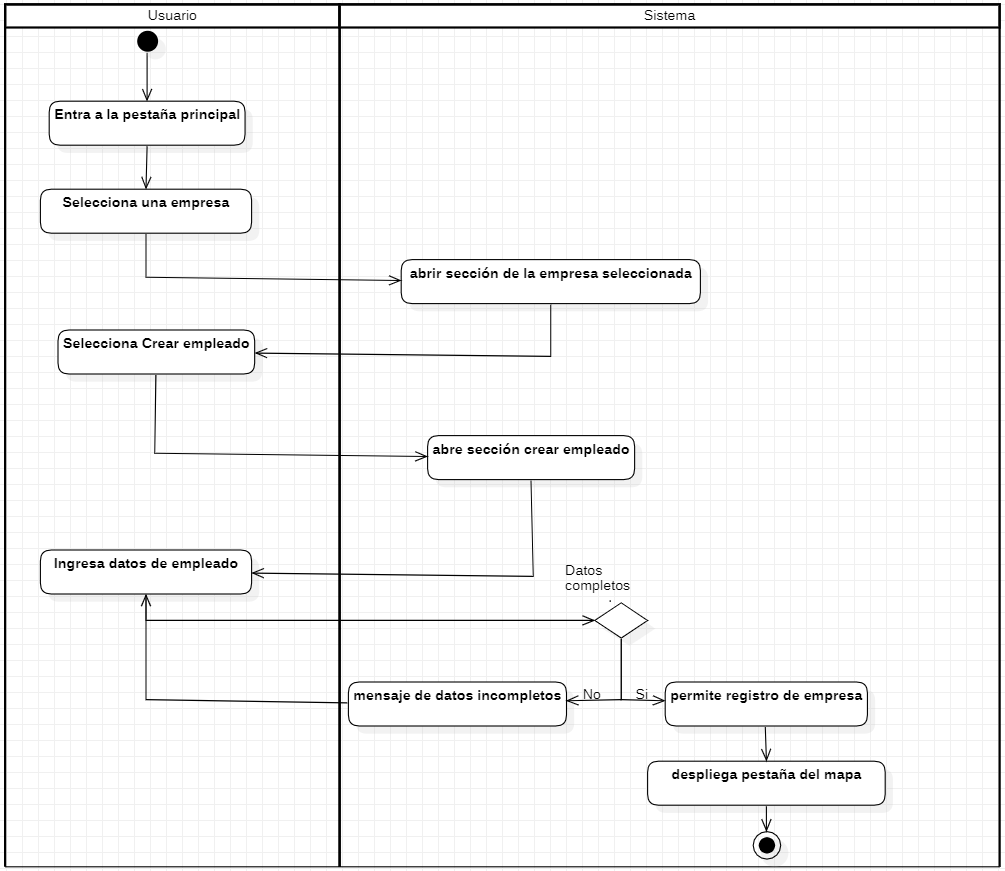 Usuario
Sistema
Entra a la pestaña principal
Selecciona una empresa
abrir sección de la empresa seleccionada
Selecciona Crear empleado
abre sección crear empleado
Ingresa datos de empleado
Datos
completos
mensaje de datos incompletos
No
Si
permite registro de empresa
despliega pestaña del mapa